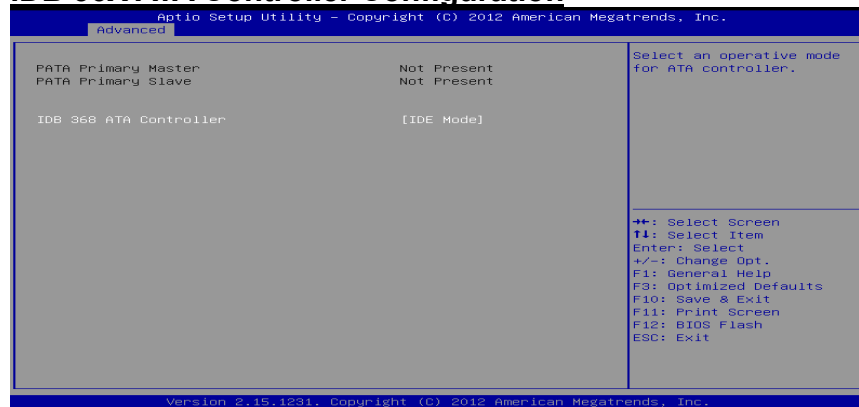 Aptio Setup Utility – Copyright (C) 2012 American Megatrends, Inc.
Advanced
PATA Primary Master Not Present
PATA Primary Slave Not Present
IDB 368 ATA Controller [IDE Mode]
Select an operative mode
for ATA controller.
→←: Select Screen
↑↓: Select Item
Enter: Select
+/-: Change Opt.
F1: General Help
F3: Optimized Defaults
F10: Save & Exit
F11: Print Screen
F12: BIOS Flash
ESC: Exit
Version 2.15.1231. Copyright (C) 2012 American Megatrends, Inc.